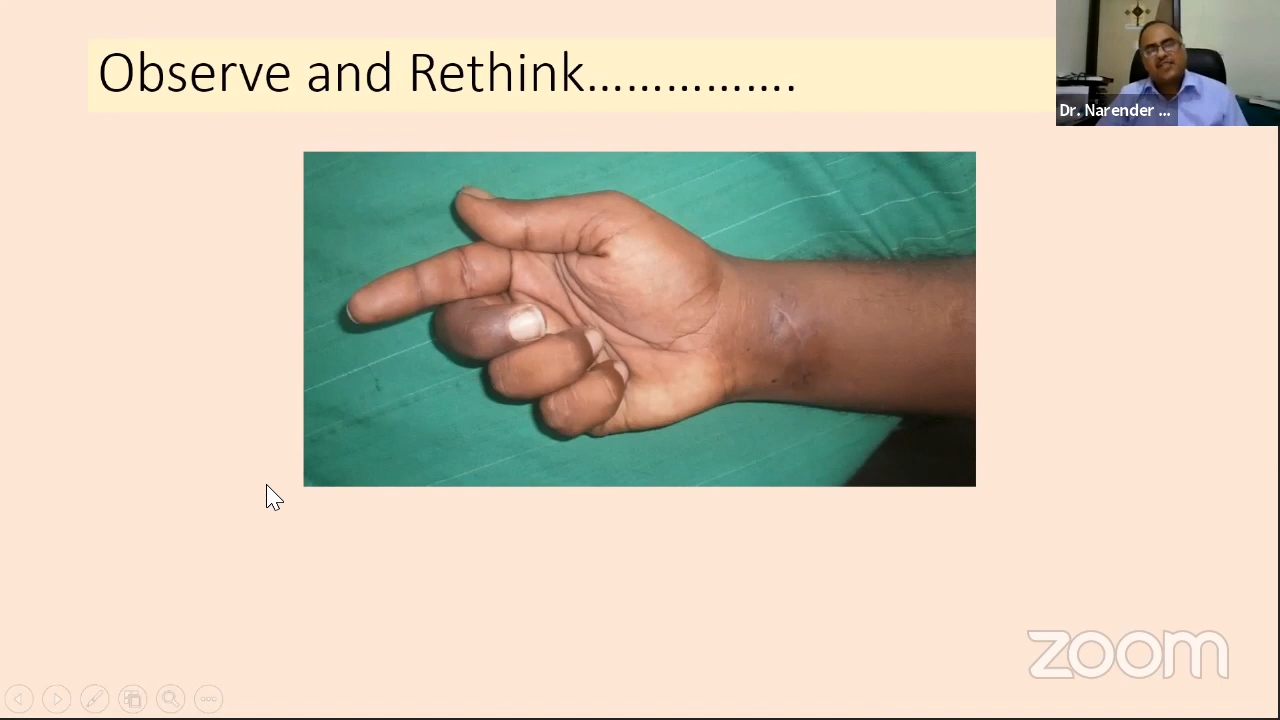 Observe and Rethink…………….
Dr. Narender ...
zoom